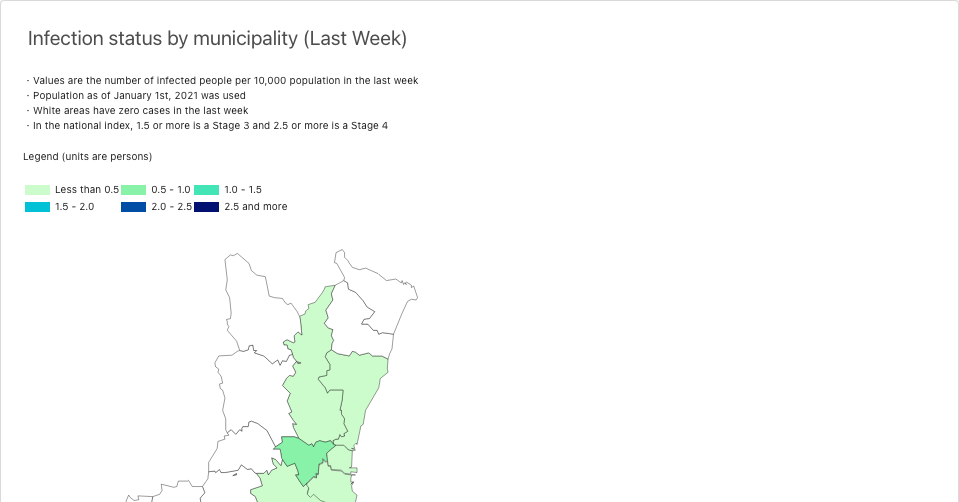 Infection status by municipality (Last Week)
· Values are the number of infected people per 10,000 population in the last week
· Population as of January 1st, 2021 was used
· White areas have zero cases in the last week
· In the national index, 1.5 or more is a Stage 3 and 2.5 or more is a Stage 4
Legend (units are persons)
Less than 0.5 0.5 - 1.0 1.0 - 1.5
1.5 - 2.0 2.0 - 2.5 2.5 and more